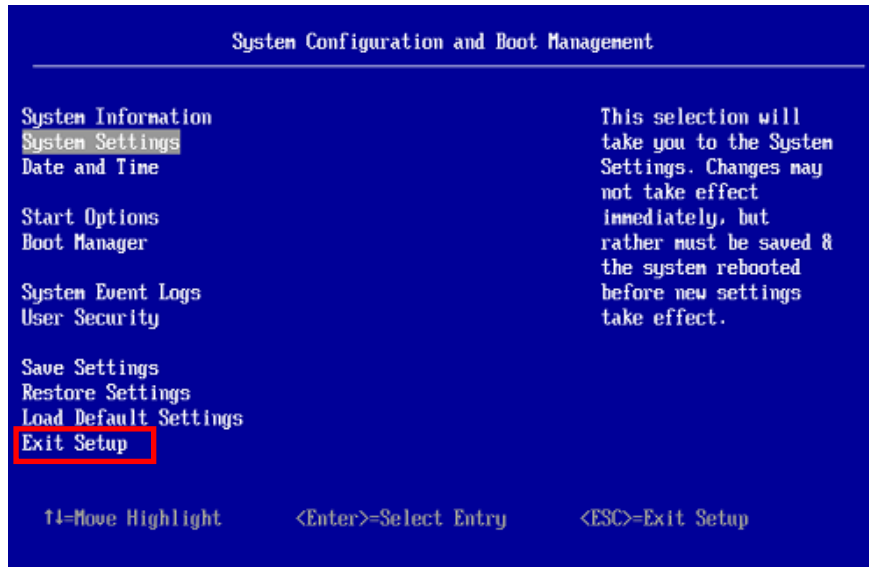 System Configuration and Boot Management
System Information
System Settings
Date and Time
Start Options
Boot Manager
System Event Logs
User Security
Save Settings
Restore Settings
Load Default Settings
Exit Setup
This selection will
take you to the System
Settings. Changes may
not take effect
immediately, but
rather must be saved &
the system rebooted
before new settings
take effect.
↑↓=Move Highlight <Enter>=Select Entry <ESC>=Exit Setup